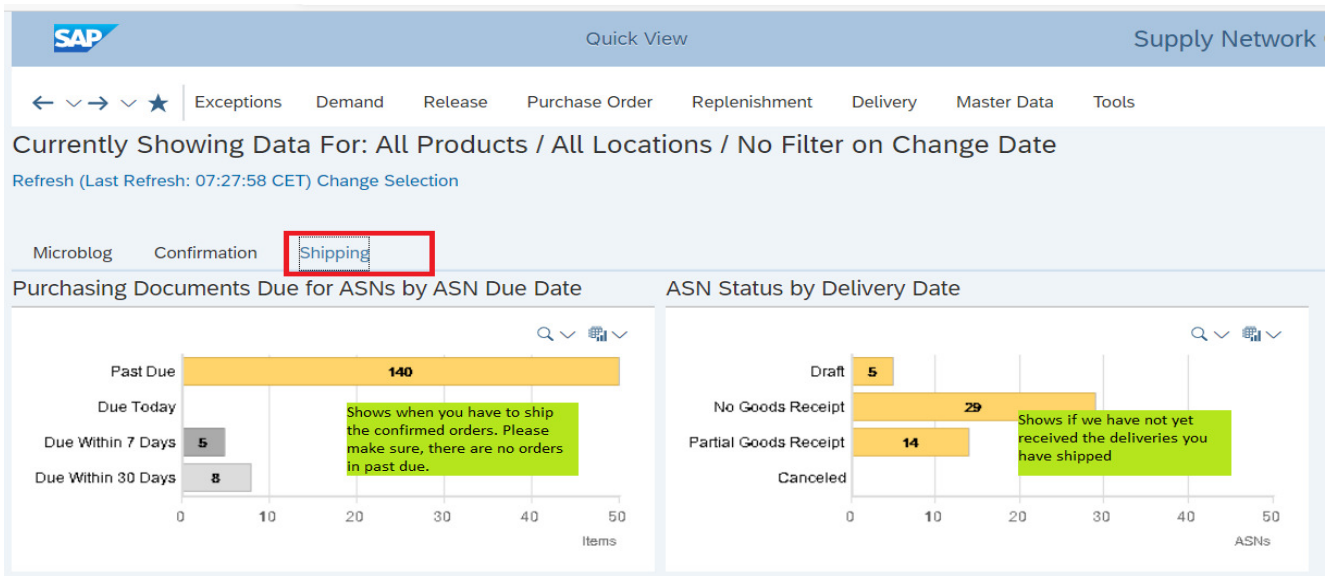 SAP
Quick View
Supply Network
Exceptions Demand Release Purchase Order Replenishment Delivery Master Data Tools
Currently Showing Data For: All Products / All Locations / No Filter on Change Date
Refresh (Last Refresh: 07:27:58 CET) Change Selection
Microblog Confirmation Shipping
Purchasing Documents Due for ASNs by ASN Due Date
Past Due 140
Due Today
Due Within 7 Days 5
Due Within 30 Days 8
Shows when you have to ship
the confirmed orders. Please
make sure, there are no orders
in past due.
0 10 20 30 40 50
Items
ASN Status by Delivery Date
Draft 5
No Goods Receipt 29
Partial Goods Receipt 14
Canceled
Shows if we have not yet
received the deliveries you
have shipped
0 10 20 30 40 50
ASNs